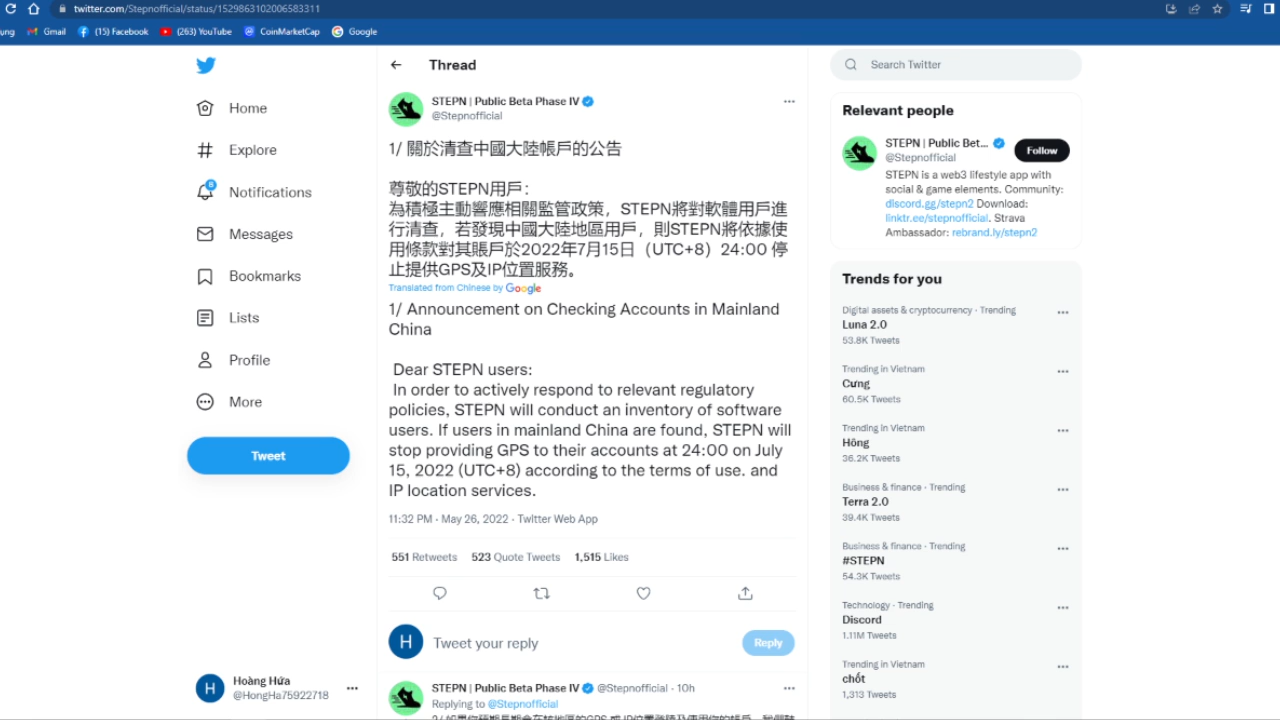 twitter.com/Stepnofficial/status/1529863102006583311
ụng
Gmail
(15) Facebook
(263) YouTube
CoinMarketCap
Google
Home
Explore
8
Notifications
Messages
Bookmarks
Lists
Profile
More
Tweet
H
Hoàng Hứa
@HongHa75922718
Thread
STEPN | Public Beta Phase IV
@Stepnofficial
1/ 關於清查中國大陸帳戶的公告
尊敬的STEPN用戶：
為積極主動響應相關監管政策，STEPN將對軟體用戶進
行清查，若發現中國大陸地區用戶，則STEPN將依據使
用條款對其賬戶於2022年7月15日（UTC+8）24:00 停
止提供GPS及IP位置服務。
Translated from Chinese by Google
1/ Announcement on Checking Accounts in Mainland
China
Dear STEPN users:
In order to actively respond to relevant regulatory
policies, STEPN will conduct an inventory of software
users. If users in mainland China are found, STEPN will
stop providing GPS to their accounts at 24:00 on July
15, 2022 (UTC+8) according to the terms of use. and
IP location services.
11:32 PM · May 26, 2022 · Twitter Web App
551 Retweets 523 Quote Tweets 1,515 Likes
H
Tweet your reply
Reply
STEPN | Public Beta Phase IV @Stepnofficial · 10h
Replying to @Stepnofficial
Search Twitter
Relevant people
STEPN | Public Bet...
@Stepnofficial
Follow
STEPN is a web3 lifestyle app with
social & game elements. Community:
discord.gg/stepn2 Download:
linktr.ee/stepnofficial. Strava
Ambassador: rebrand.ly/stepn2
Trends for you
Digital assets & cryptocurrency · Trending
Luna 2.0
53.8K Tweets
Trending in Vietnam
Cưng
60.5K Tweets
Trending in Vietnam
Hông
36.2K Tweets
Business & finance · Trending
Terra 2.0
39.4K Tweets
Business & finance · Trending
#STEPN
54.3K Tweets
Technology · Trending
Discord
1.11M Tweets
Trending in Vietnam
chốt
1,313 Tweets